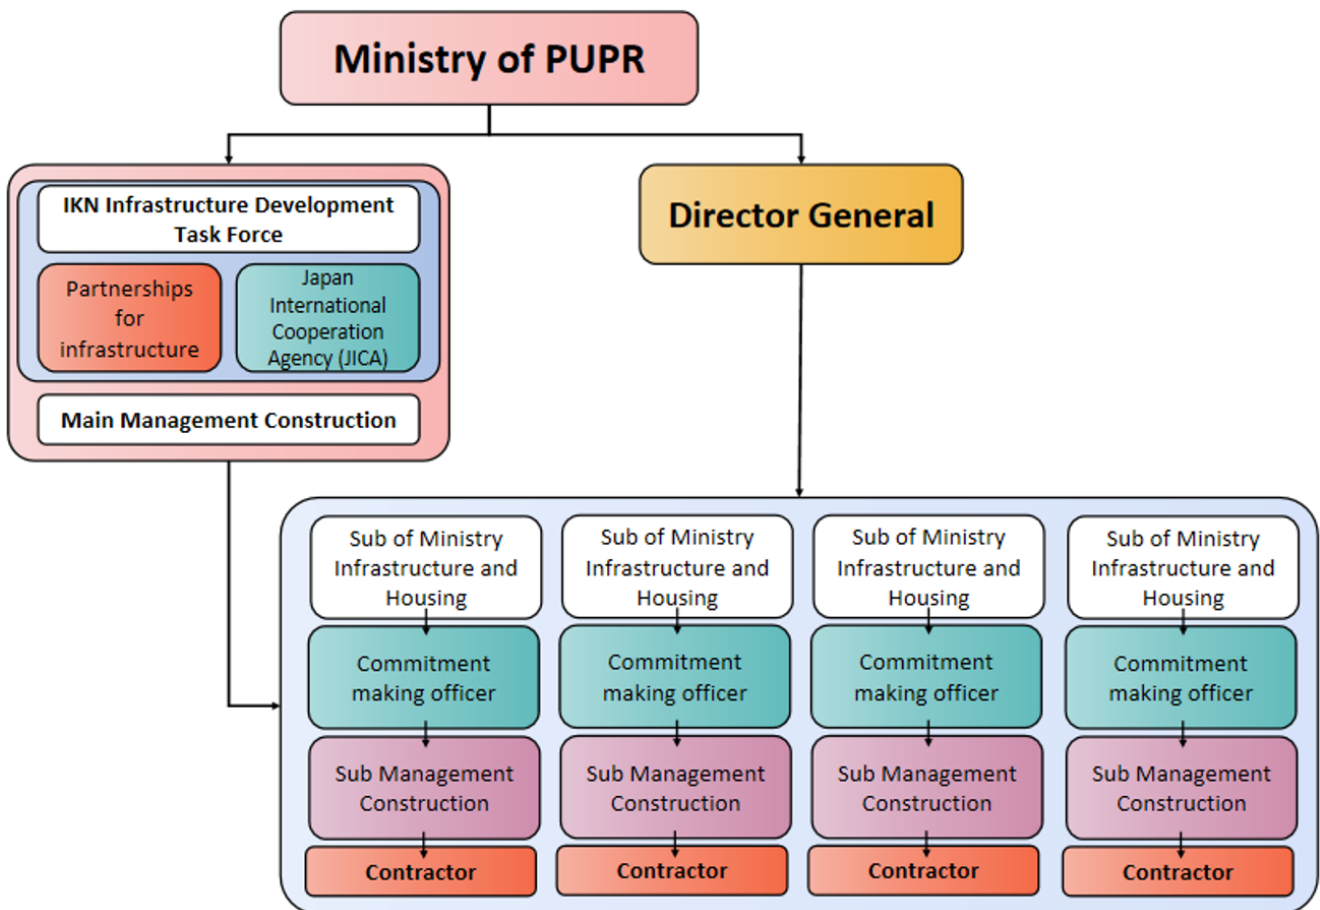 Ministry of PUPR
IKN Infrastructure Development
Task Force
Partnerships
for
infrastructure
Japan
International
Cooperation
Agency (JICA)
Main Management Construction
Director General
Sub of Ministry
Infrastructure and
Housing
Commitment
making officer
Sub Management
Construction
Contractor
Sub of Ministry
Infrastructure and
Housing
Commitment
making officer
Sub Management
Construction
Contractor
Sub of Ministry
Infrastructure and
Housing
Commitment
making officer
Sub Management
Construction
Contractor
Sub of Ministry
Infrastructure and
Housing
Commitment
making officer
Sub Management
Construction
Contractor